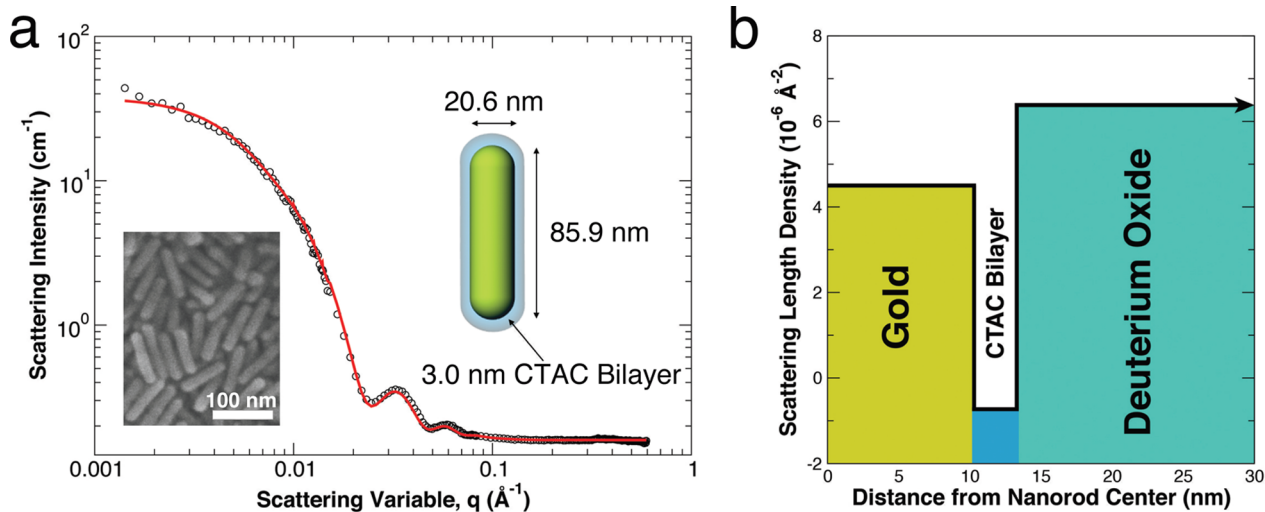 a
10²
10¹
10⁰
Scattering Intensity (cm⁻¹)
20.6 nm
85.9 nm
3.0 nm CTAC Bilayer
100 nm
0.001
0.01
0.1
1
Scattering Variable, q (Å⁻¹)
b
8
6
4
2
0
-2
Scattering Length Density (10⁻⁶ Å⁻²)
Gold
CTAC Bilayer
Deuterium Oxide
0
5
10
15
20
25
30
Distance from Nanorod Center (nm)